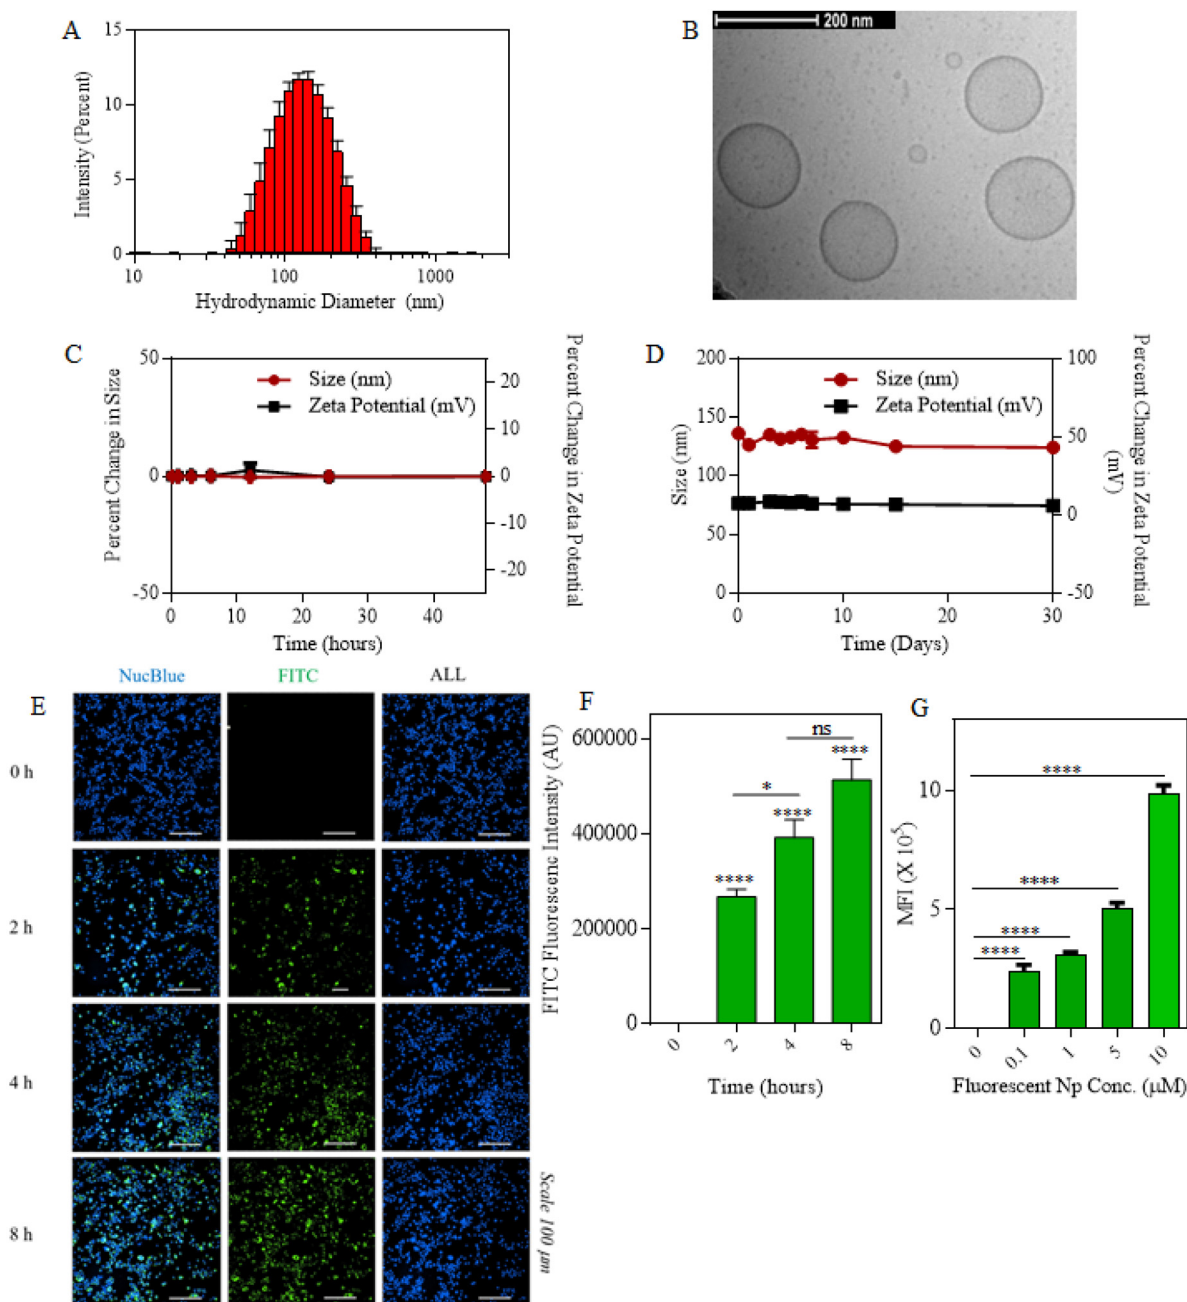 A
15
10
5
0
Intensity (Percent)
10
100
1000
Hydrodynamic Diameter (nm)
B
200 nm
C
50
0
-50
Percent Change in Size
Size (nm)
Zeta Potential (mV)
20
10
0
-10
-20
Percent Change in Zeta Potential
0
10
20
30
40
Time (hours)
D
200
150
100
50
0
Size (nm)
Size (nm)
Zeta Potential (mV)
100
50
0
-50
Percent Change in Zeta Potential
(mV)
0
10
20
30
Time (Days)
E
NucBlue
FITC
ALL
0 h
2 h
4 h
8 h
Scale 100 µm
F
FITC Fluorescenc Intensity (AU)
600000
400000
200000
0
****
*
****
ns
****
0
2
4
8
Time (hours)
G
MFI (X 10⁵)
10
5
0
****
****
****
****
0
0.1
1
5
10
Fluorescent Np Conc. (µM)